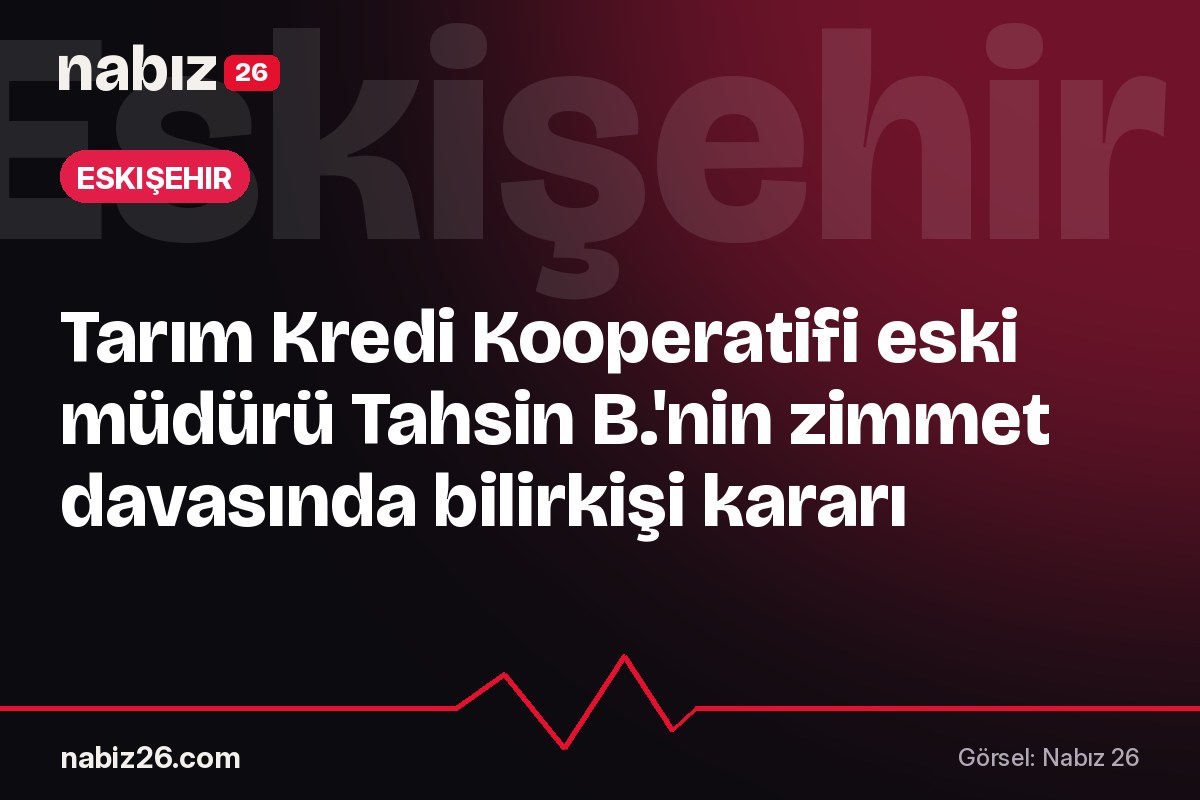 Eskişehir
nabız 26
ESKIŞEHIR
Tarım Kredi Kooperatifi eski
müdürü Tahsin B.'nin zimmet
davasında bilirkişi kararı
nabiz26.com
Görsel: Nabız 26